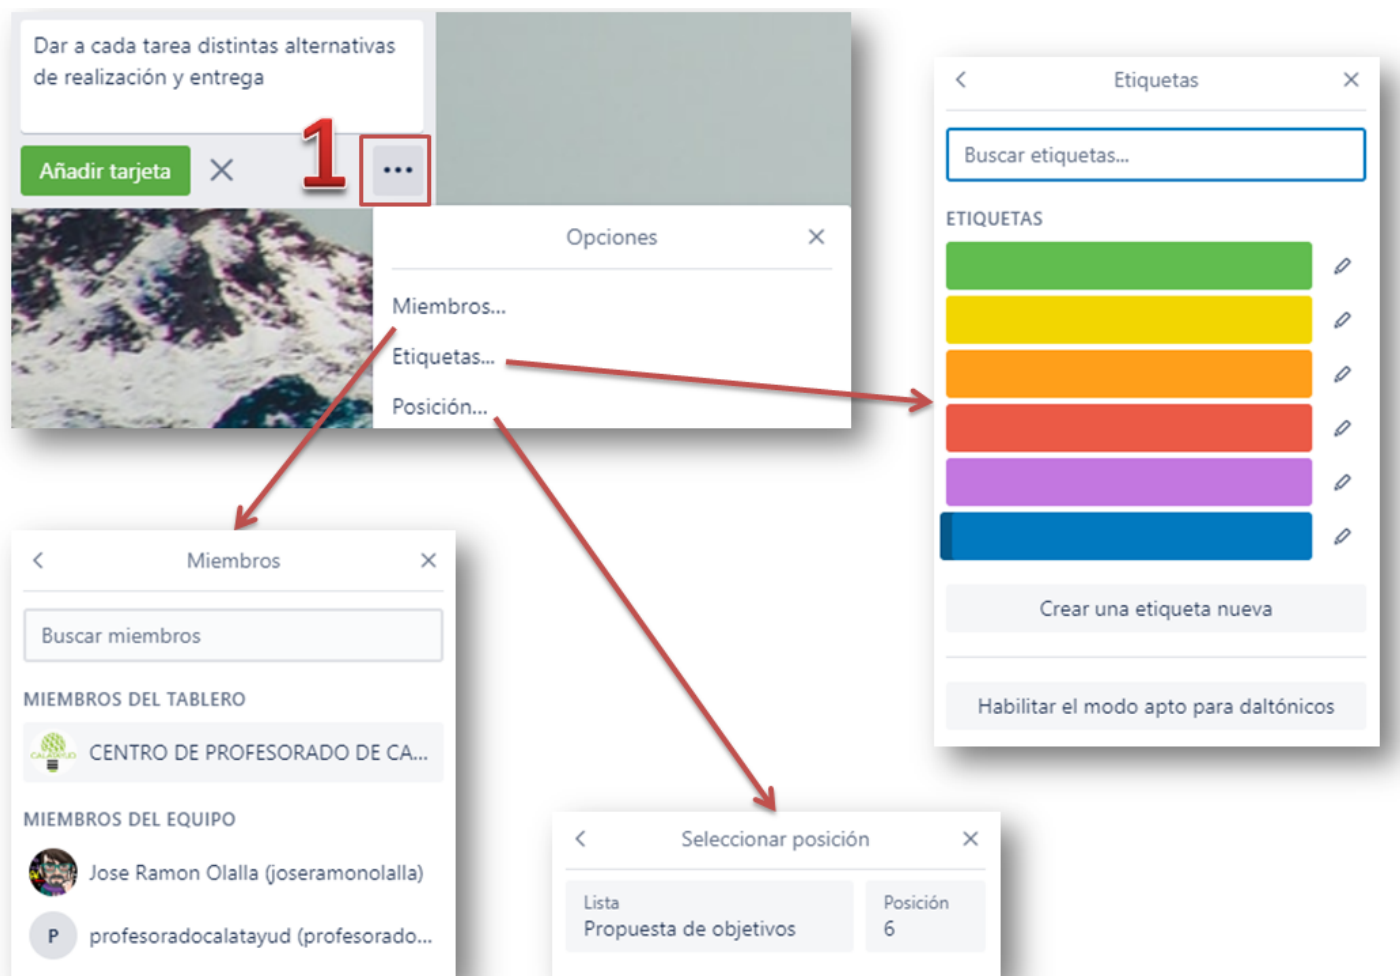 Dar a cada tarea distintas alternativas
de realización y entrega
Añadir tarjeta
1
Opciones
Miembros...
Etiquetas...
Posición...
Etiquetas
Buscar etiquetas...
ETIQUETAS
Crear una etiqueta nueva
Habilitar el modo apto para daltónicos
Miembros
Buscar miembros
MIEMBROS DEL TABLERO
CALATAYUD
CENTRO DE PROFESORADO DE CA...
MIEMBROS DEL EQUIPO
Jose Ramon Olalla (joseramonolalla)
P
profesoradocalatayud (profesorado...
Seleccionar posición
Lista
Propuesta de objetivos
Posición
6